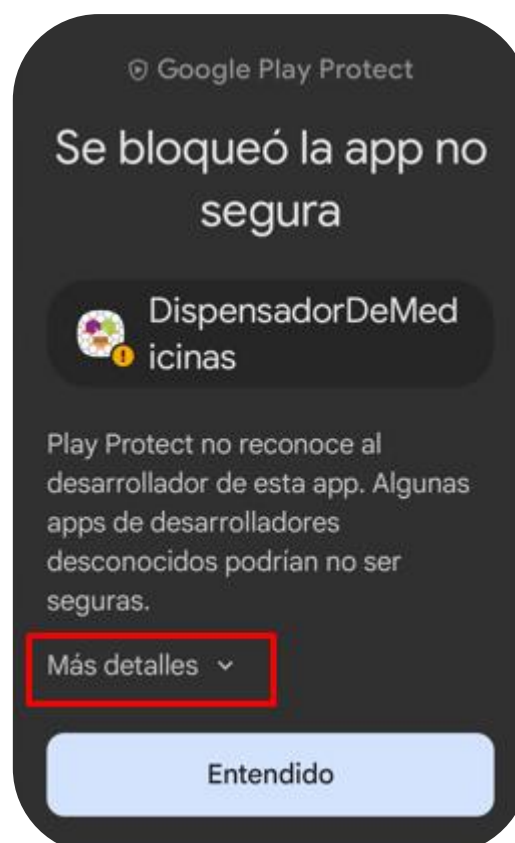 Google Play Protect
Se bloqueó la app no
segura
DispensadorDeMed
icinas
Play Protect no reconoce al
desarrollador de esta app. Algunas
apps de desarrolladores
desconocidos podrían no ser
seguras.
Más detalles
Entendido